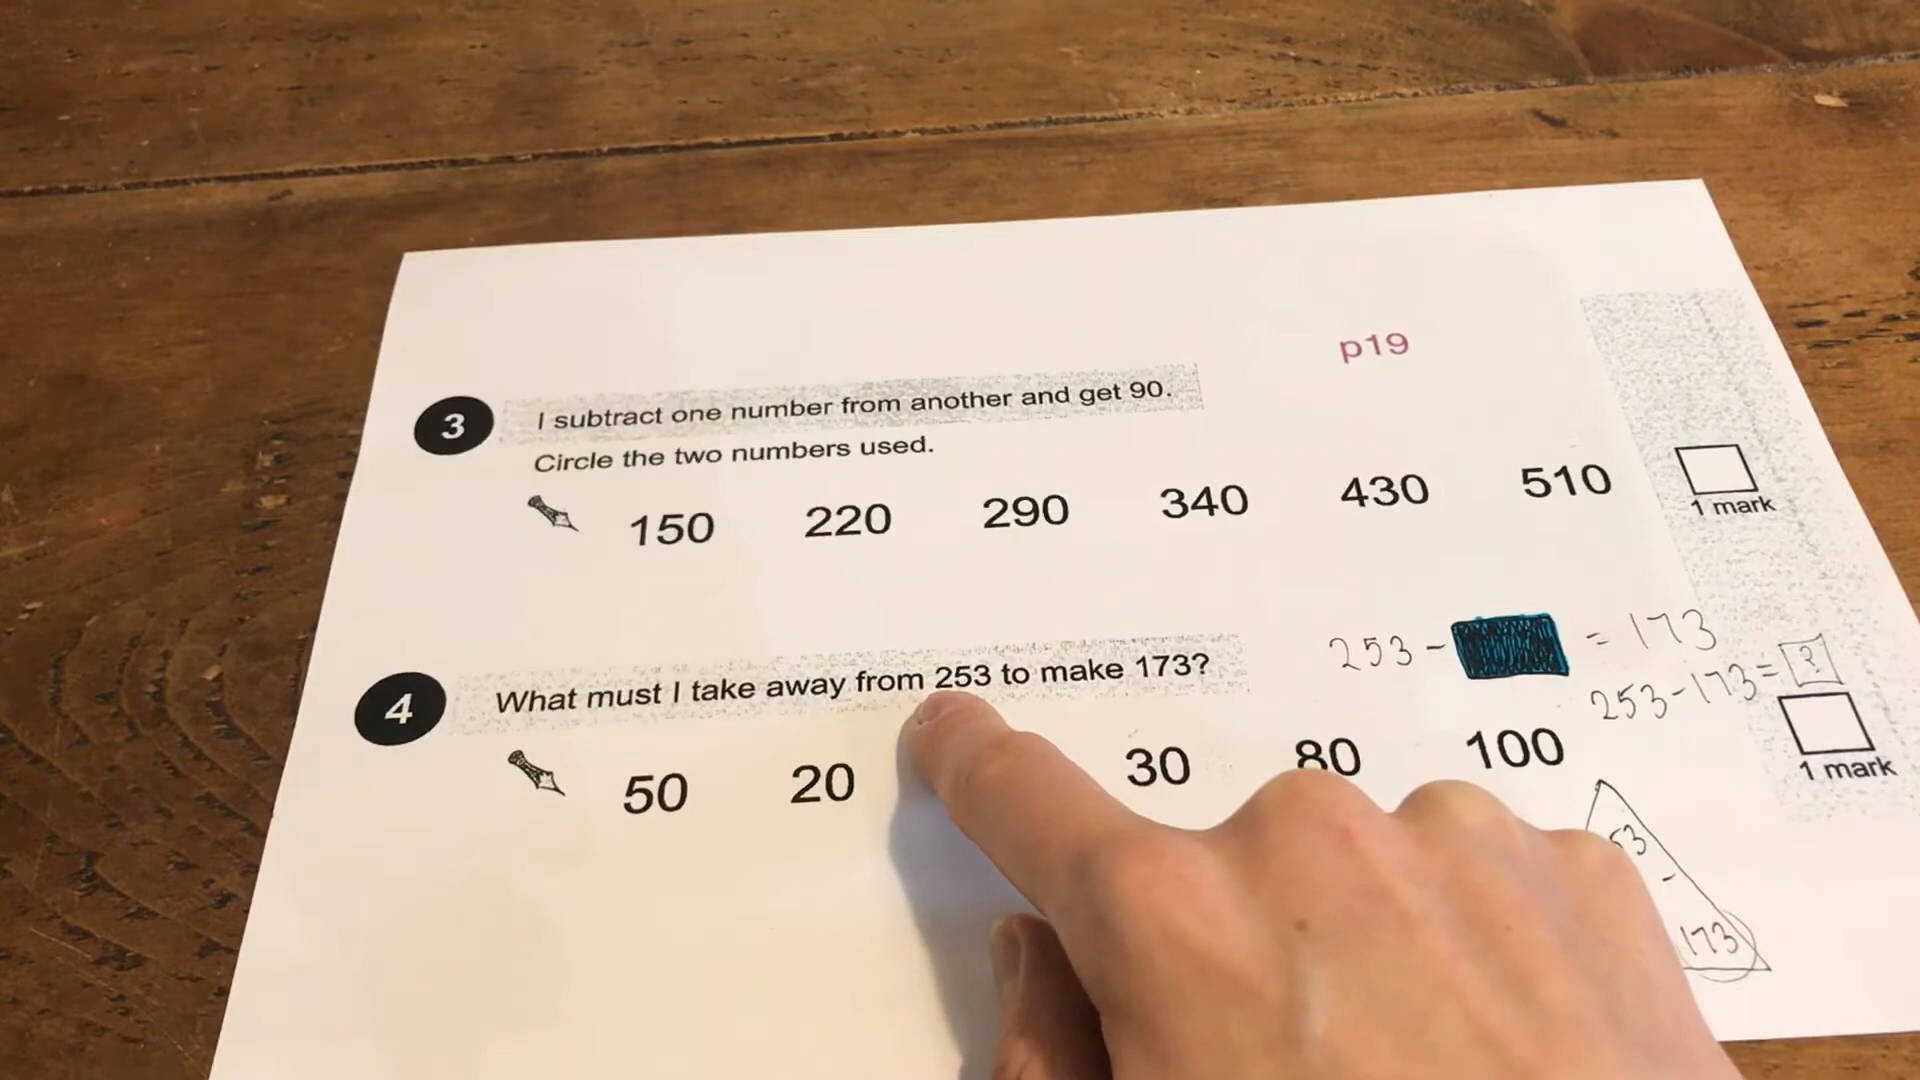 p19
3 I subtract one number from another and get 90.
Circle the two numbers used.
150 220 290 340 430 510
1 mark
253 - = 173
4 What must I take away from 253 to make 173?
253-173= ?
50 20 30 80 100
1 mark
53
-
173